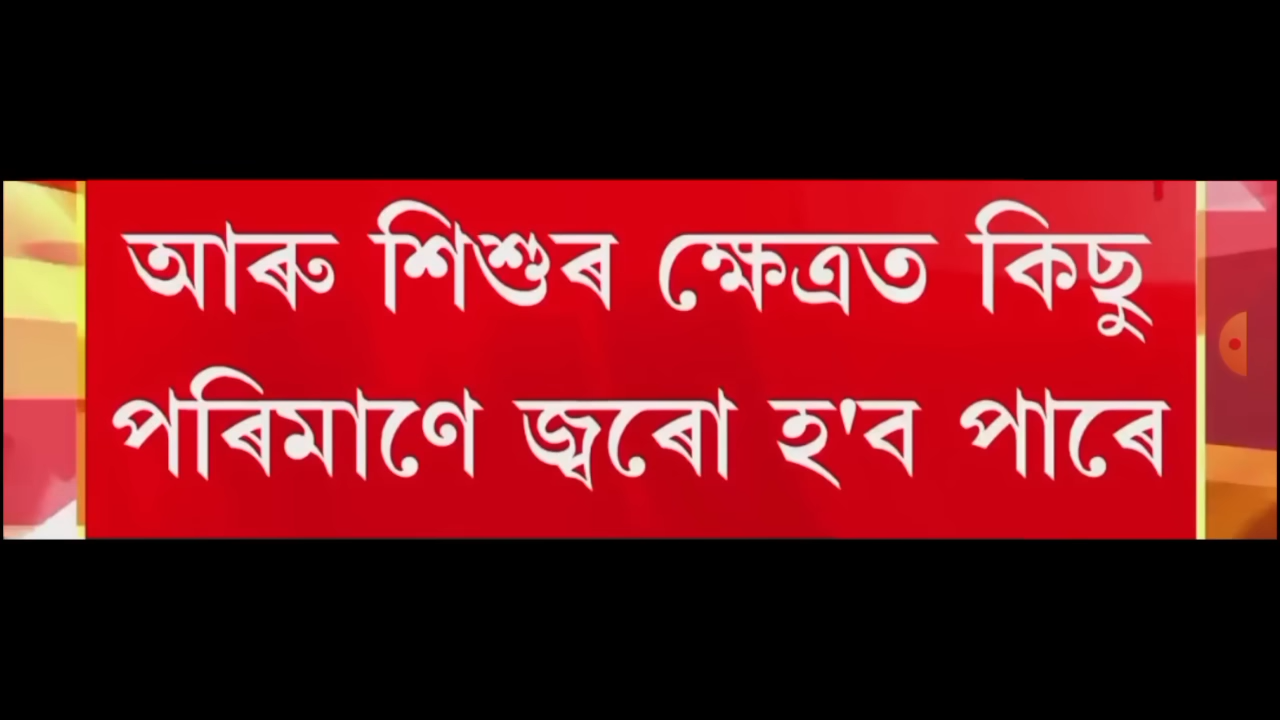 আৰু শিশুৰ ক্ষেত্ৰত কিছু
পৰিমাণে জ্বৰো হ'ব পাৰে